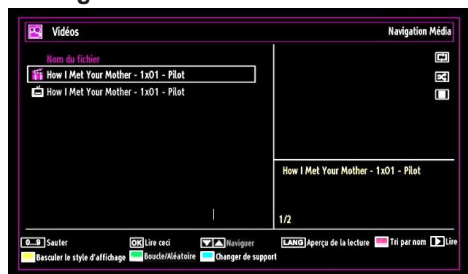 Vidéos
Navigation Média
Nom du fichier
How I Met Your Mother - 1x01 - Pilot
How I Met Your Mother - 1x01 - Pilot
How I Met Your Mother - 1x01 - Pilot
1/2
0...9 Sauter OK Lire ceci Naviguer LANG Aperçu de la lecture Tri par nom Lire
Basculer le style d'affichage Boucle/Aléatoire Changer de support